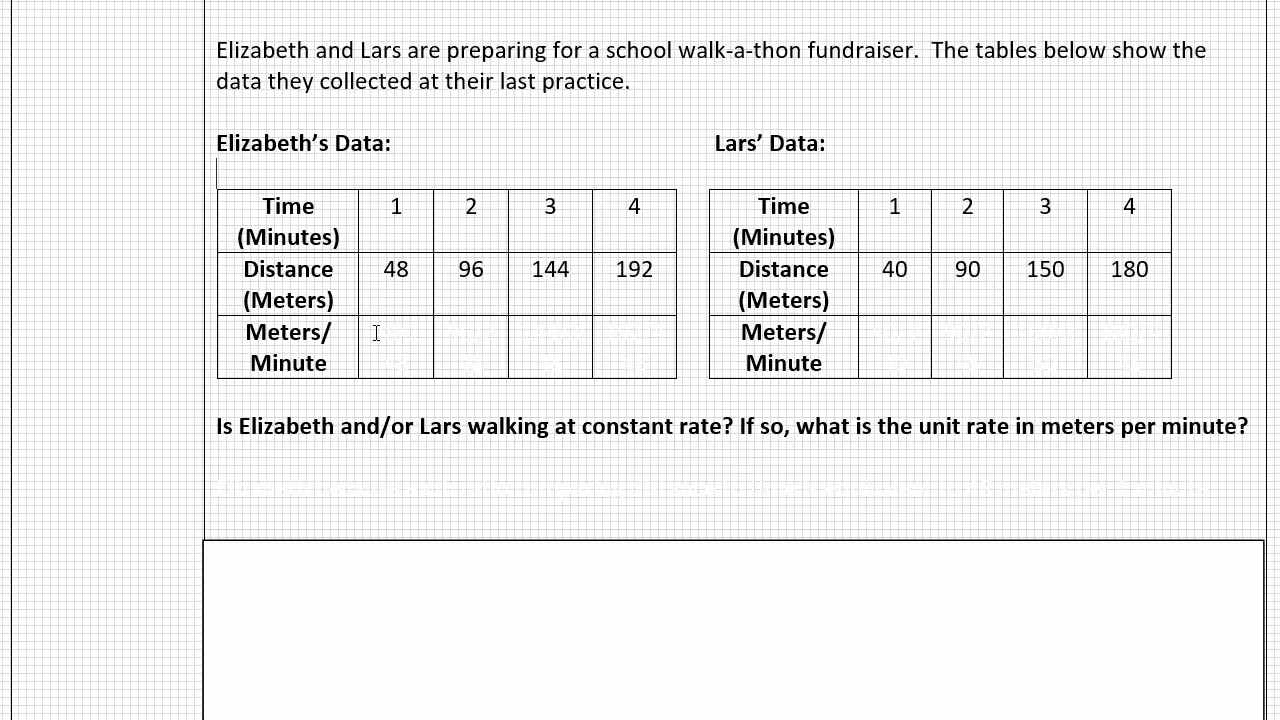 Elizabeth and Lars are preparing for a school walk-a-thon fundraiser.  The tables below show the
data they collected at their last practice.
Elizabeth’s Data:
Time (Minutes) 1 2 3 4
Distance (Meters) 48 96 144 192
Meters/ Minute
Lars’ Data:
Time (Minutes) 1 2 3 4
Distance (Meters) 40 90 150 180
Meters/ Minute
Is Elizabeth and/or Lars walking at constant rate? If so, what is the unit rate in meters per minute?